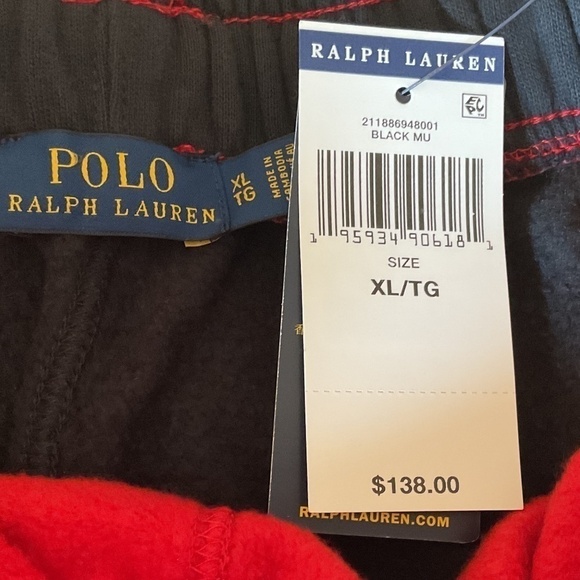 POLO
RALPH LAUREN
XL
TG
MADE IN
CAMBODIA
RALPH LAUREN
211886948001
BLACK MU
1 95934 90618 1
SIZE
XL/TG
$138.00
RALPHLAUREN.COM